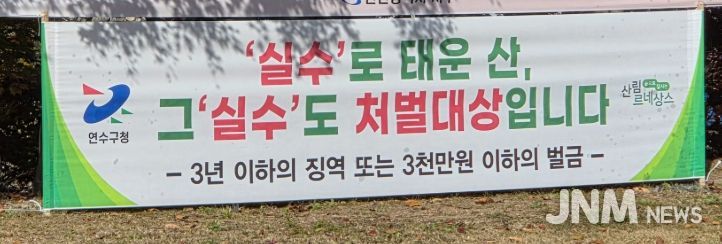 '실수'로 태운 산,
그 '실수'도 처벌대상입니다
- 3년 이하의 징역 또는 3천만원 이하의 벌금 -
연수구청
산림
르네상스
JNM NEWS